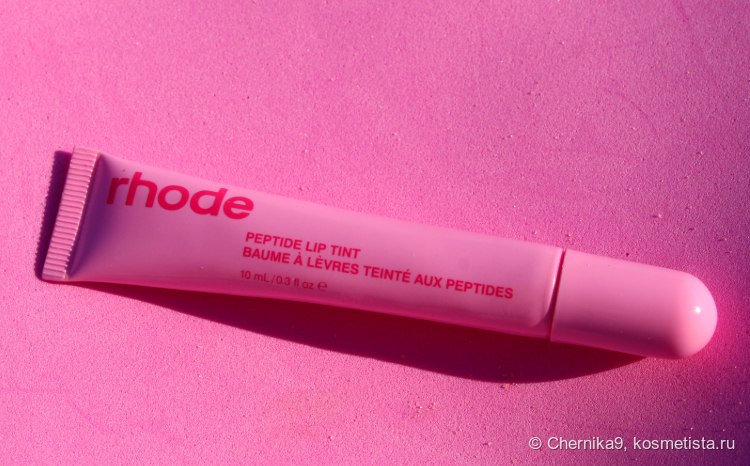 rhode
PEPTIDE LIP TINT
BAUME À LÈVRES TEINTÉ AUX PEPTIDES
10 mL / 0.3 fl oz ℮
© Chernika9, kosmetista.ru